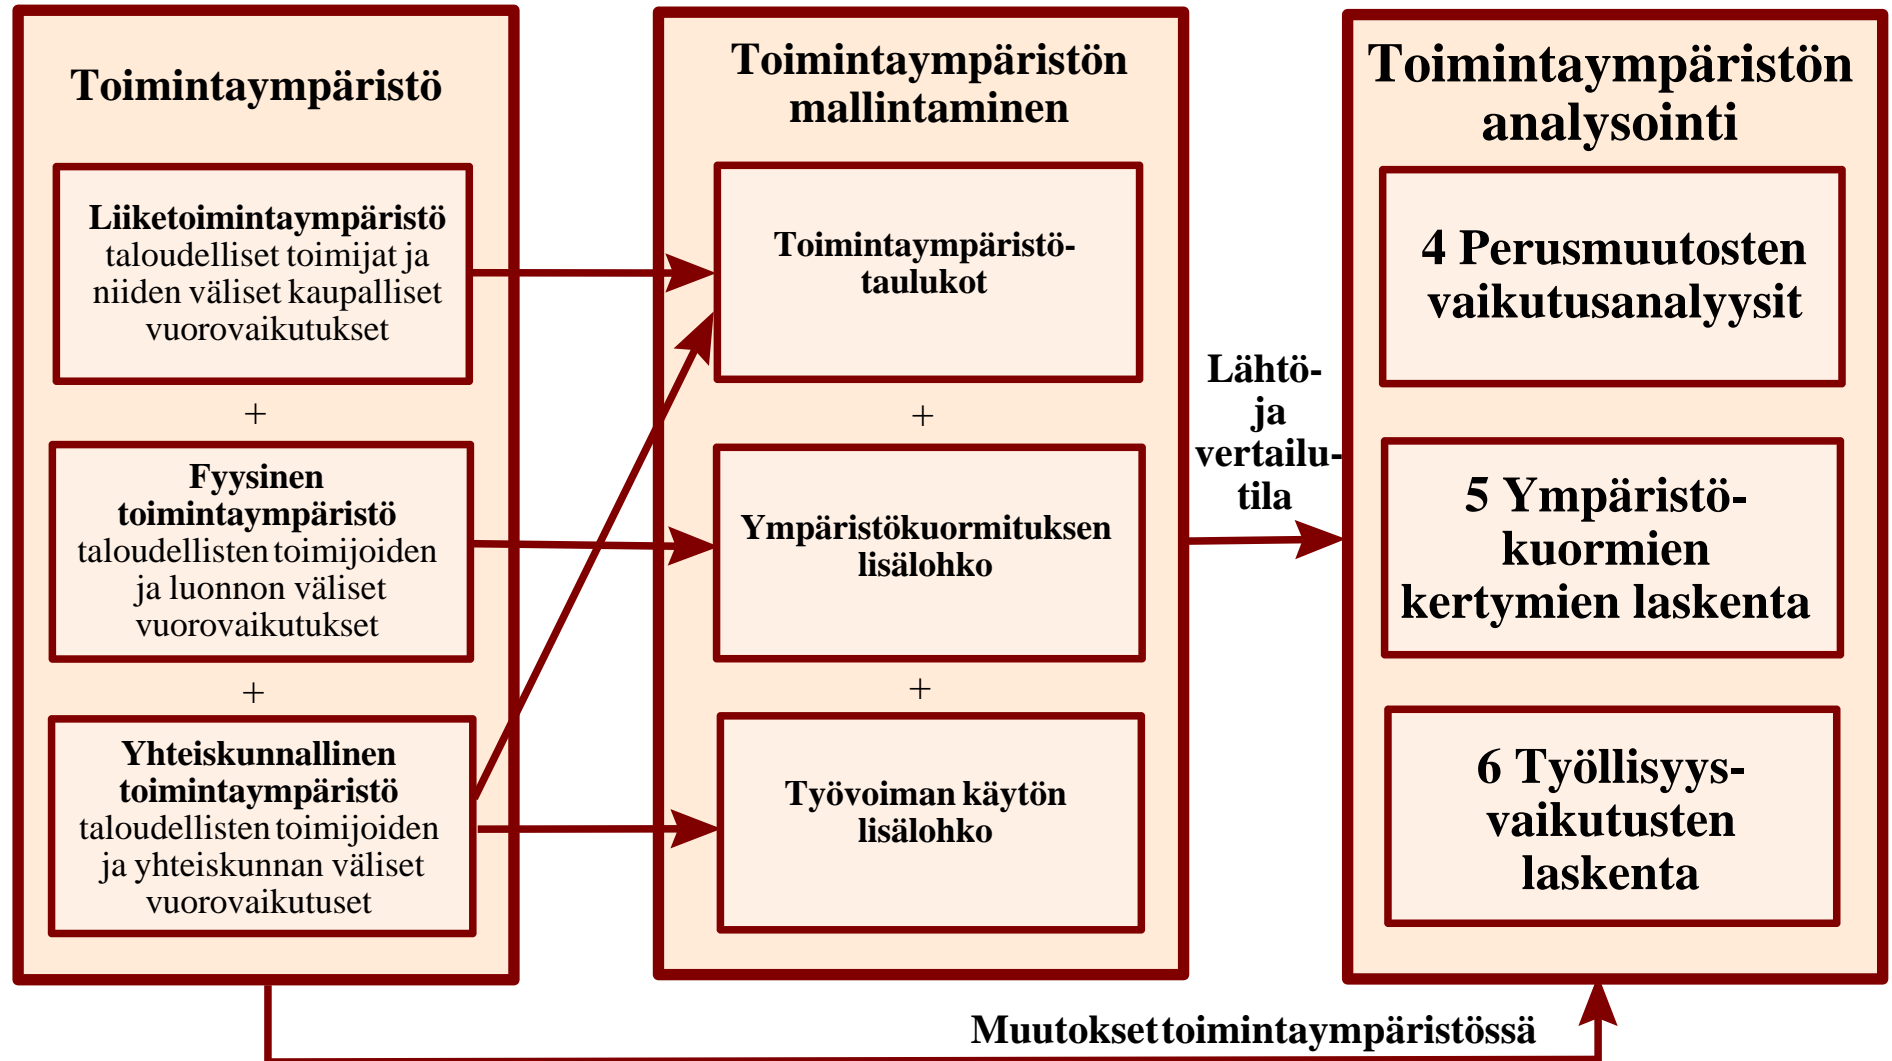 Toimintaympäristö
Liiketoimintaympäristö
taloudelliset toimijat ja
niiden väliset kaupalliset
vuorovaikutukset
+
Fyysinen
toimintaympäristö
taloudellisten toimijoiden
ja luonnon väliset
vuorovaikutukset
+
Yhteiskunnallinen
toimintaympäristö
taloudellisten toimijoiden
ja yhteiskunnan väliset
vuorovaikutuset
Toimintaympäristön
mallintaminen
Toimintaympäristö-
taulukot
+
Ympäristökuormituksen
lisälohko
+
Työvoiman käytön
lisälohko
Lähtö-
ja
vertailu-
tila
Toimintaympäristön
analysointi
4 Perusmuutosten
vaikutusanalyysit
5 Ympäristö-
kuormien
kertymien laskenta
6 Työllisyys-
vaikutusten
laskenta
Muutokset toimintaympäristössä